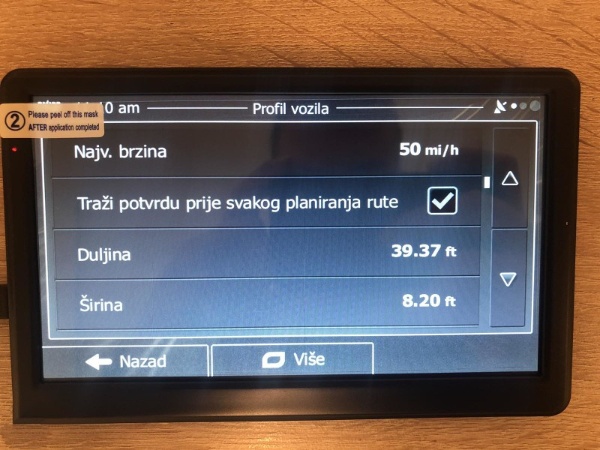 0 am
Profil vozila
2 Please peel off this mask
AFTER application completed
Najv. brzina 50 mi/h
Traži potvrdu prije svakog planiranja rute
Duljina 39.37 ft
Širina 8.20 ft
Nazad
Više